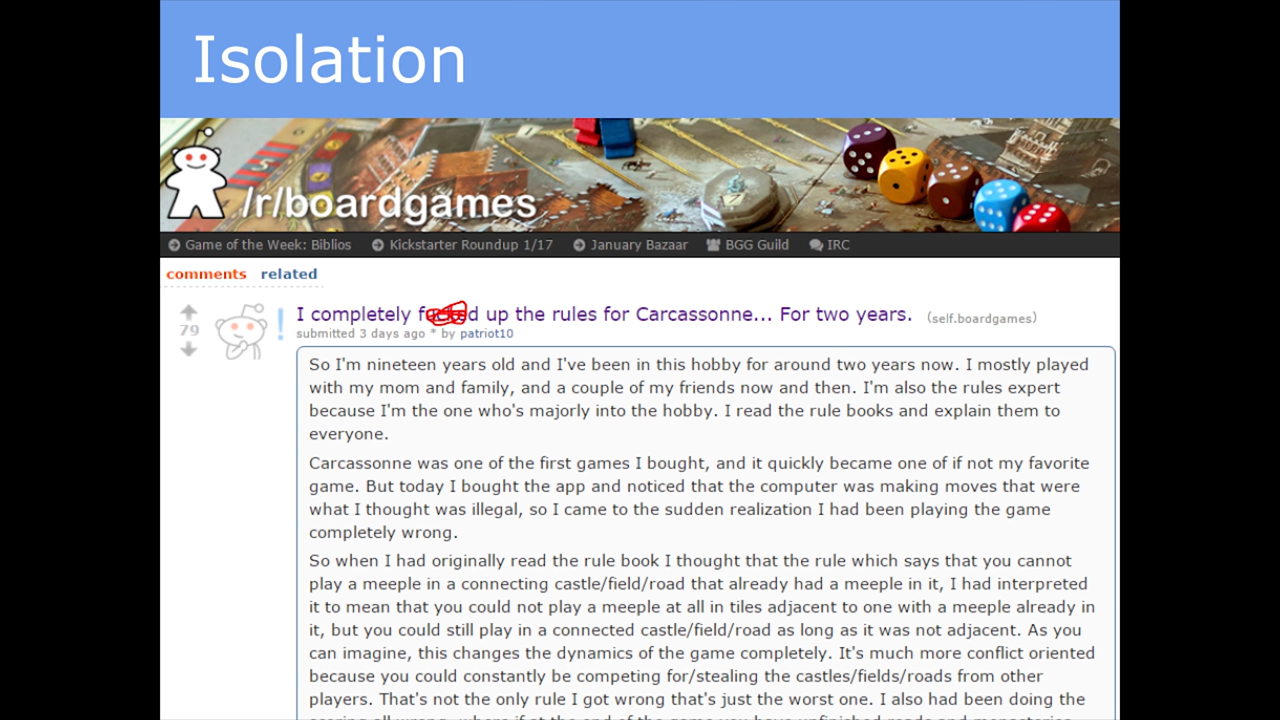 Isolation
/r/boardgames
Game of the Week: Biblios Kickstarter Roundup 1/17 January Bazaar BGG Guild IRC
comments related
I completely f d up the rules for Carcassonne... For two years. (self.boardgames)
79
submitted 3 days ago * by patriot10
So I'm nineteen years old and I've been in this hobby for around two years now. I mostly played
with my mom and family, and a couple of my friends now and then. I'm also the rules expert
because I'm the one who's majorly into the hobby. I read the rule books and explain them to
everyone.
Carcassonne was one of the first games I bought, and it quickly became one of if not my favorite
game. But today I bought the app and noticed that the computer was making moves that were
what I thought was illegal, so I came to the sudden realization I had been playing the game
completely wrong.
So when I had originally read the rule book I thought that the rule which says that you cannot
play a meeple in a connecting castle/field/road that already had a meeple in it, I had interpreted
it to mean that you could not play a meeple at all in tiles adjacent to one with a meeple already in
it, but you could still play in a connected castle/field/road as long as it was not adjacent. As you
can imagine, this changes the dynamics of the game completely. It's much more conflict oriented
because you could constantly be competing for/stealing the castles/fields/roads from other
players. That's not the only rule I got wrong that's just the worst one. I also had been doing the